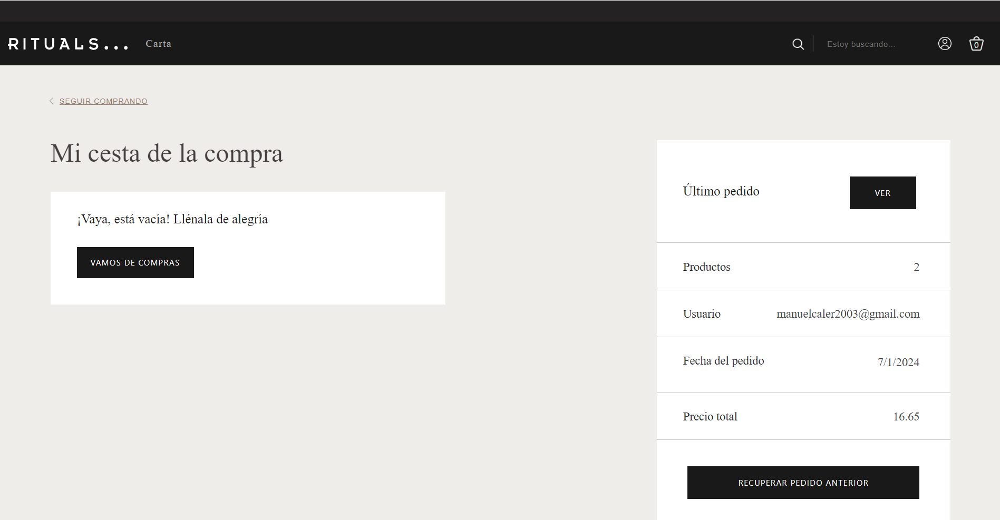 RITUALS...
Carta
Estoy buscando...
0
SEGUIR COMPRANDO
Mi cesta de la compra
¡Vaya, está vacía! Llénala de alegría
VAMOS DE COMPRAS
Último pedido
VER
Productos 2
Usuario manuelcaler2003@gmail.com
Fecha del pedido 7/1/2024
Precio total 16.65
RECUPERAR PEDIDO ANTERIOR